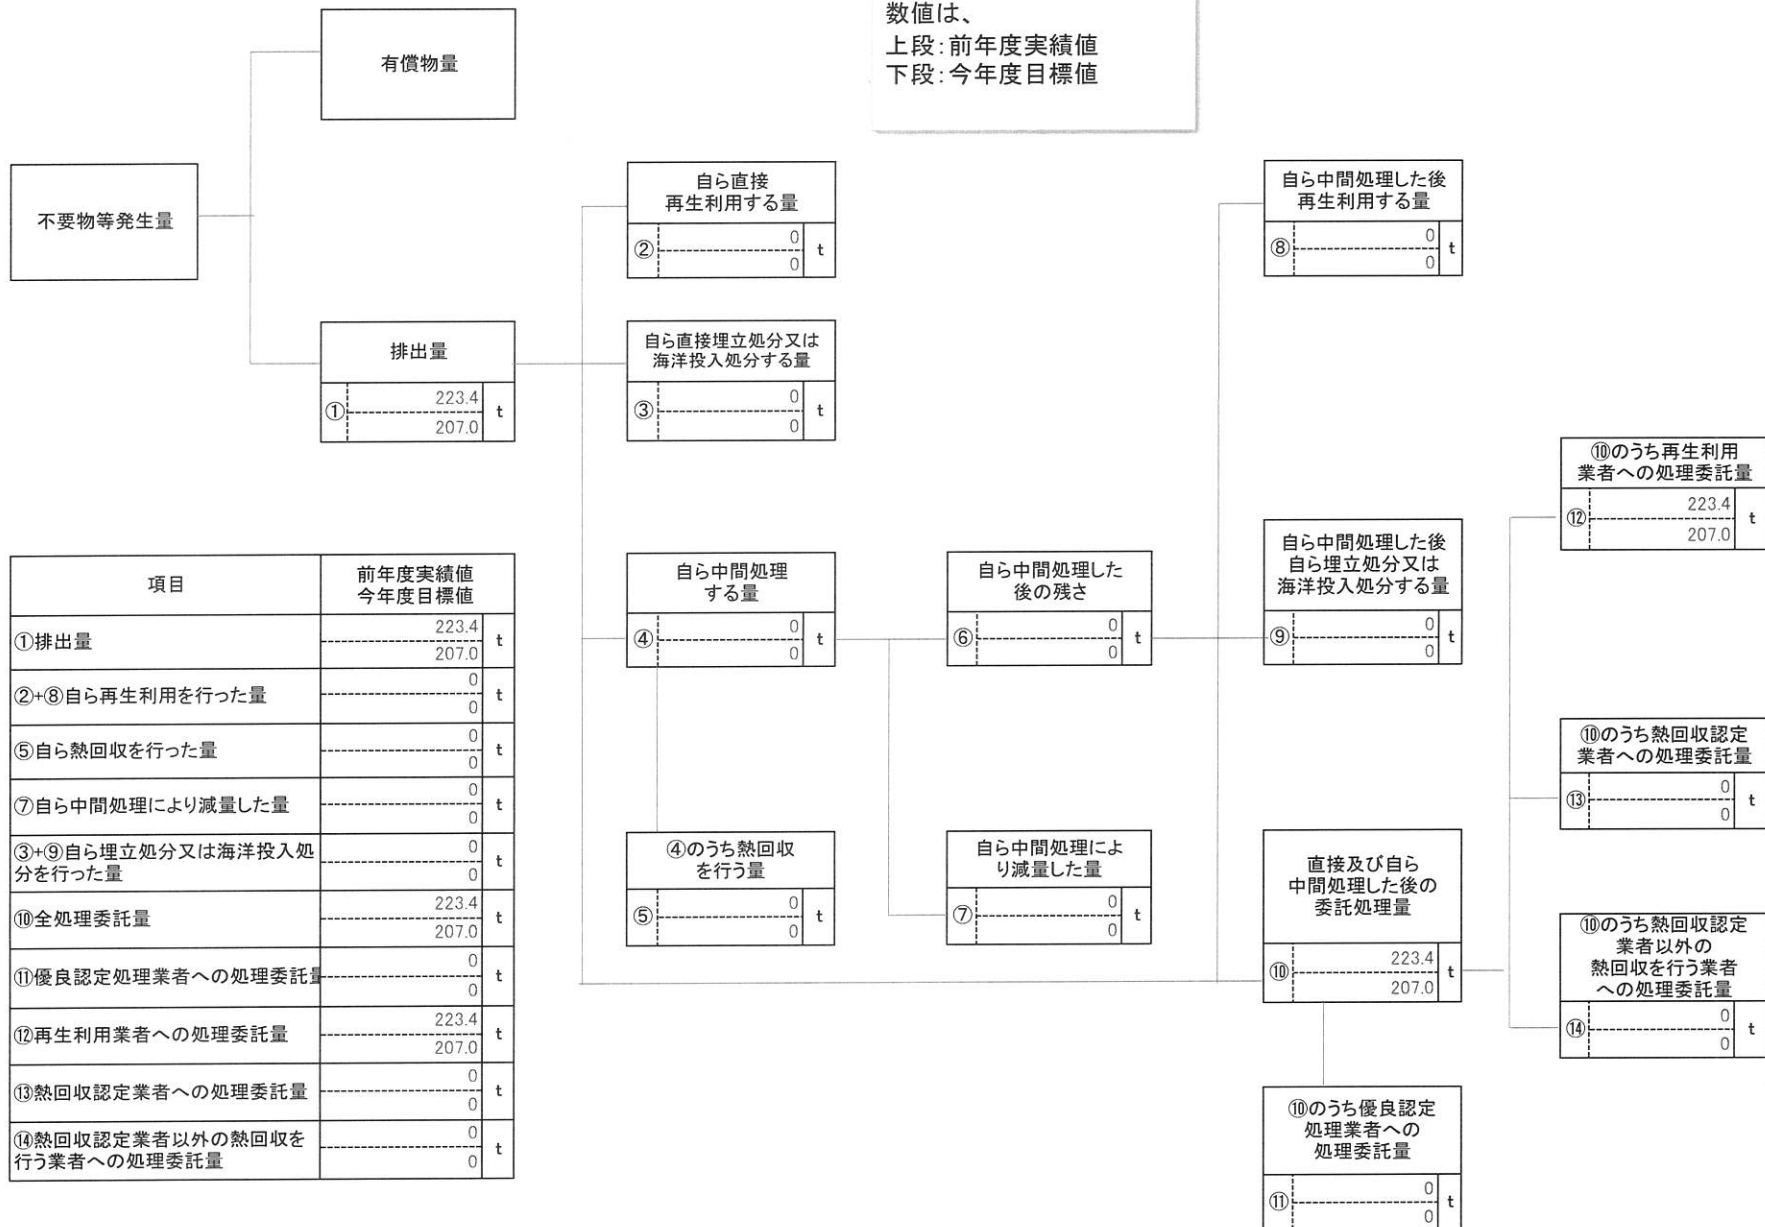 数値は、
上段：前年度実績値
下段：今年度目標値
有償物量
不要物等発生量
排出量
① 223.4 t
207.0
自ら直接
再生利用する量
② 0 t
0
自ら直接埋立処分又は
海洋投入処分する量
③ 0 t
0
自ら中間処理
する量
④ 0 t
0
④のうち熱回収
を行う量
⑤ 0 t
0
自ら中間処理した
後の残さ
⑥ 0 t
0
自ら中間処理によ
り減量した量
⑦ 0 t
0
自ら中間処理した後
再生利用する量
⑧ 0 t
0
自ら中間処理した後
自ら埋立処分又は
海洋投入処分する量
⑨ 0 t
0
直接及び自ら
中間処理した後の
委託処理量
⑩ 223.4 t
207.0
⑩のうち優良認定
処理業者への
処理委託量
⑪ 0 t
0
⑩のうち再生利用
業者への処理委託量
⑫ 223.4 t
207.0
⑩のうち熱回収認定
業者への処理委託量
⑬ 0 t
0
⑩のうち熱回収認定
業者以外の
熱回収を行う業者
への処理委託量
⑭ 0 t
0
項目 前年度実績値
今年度目標値
①排出量 223.4 t
207.0
②+⑧自ら再生利用を行った量 0 t
0
⑤自ら熱回収を行った量 0 t
0
⑦自ら中間処理により減量した量 0 t
0
③+⑨自ら埋立処分又は海洋投入処 0 t
分を行った量 0
⑩全処理委託量 223.4 t
207.0
⑪優良認定処理業者への処理委託量 0 t
0
⑫再生利用業者への処理委託量 223.4 t
207.0
⑬熱回収認定業者への処理委託量 0 t
0
⑭熱回収認定業者以外の熱回収を 0 t
行う業者への処理委託量 0